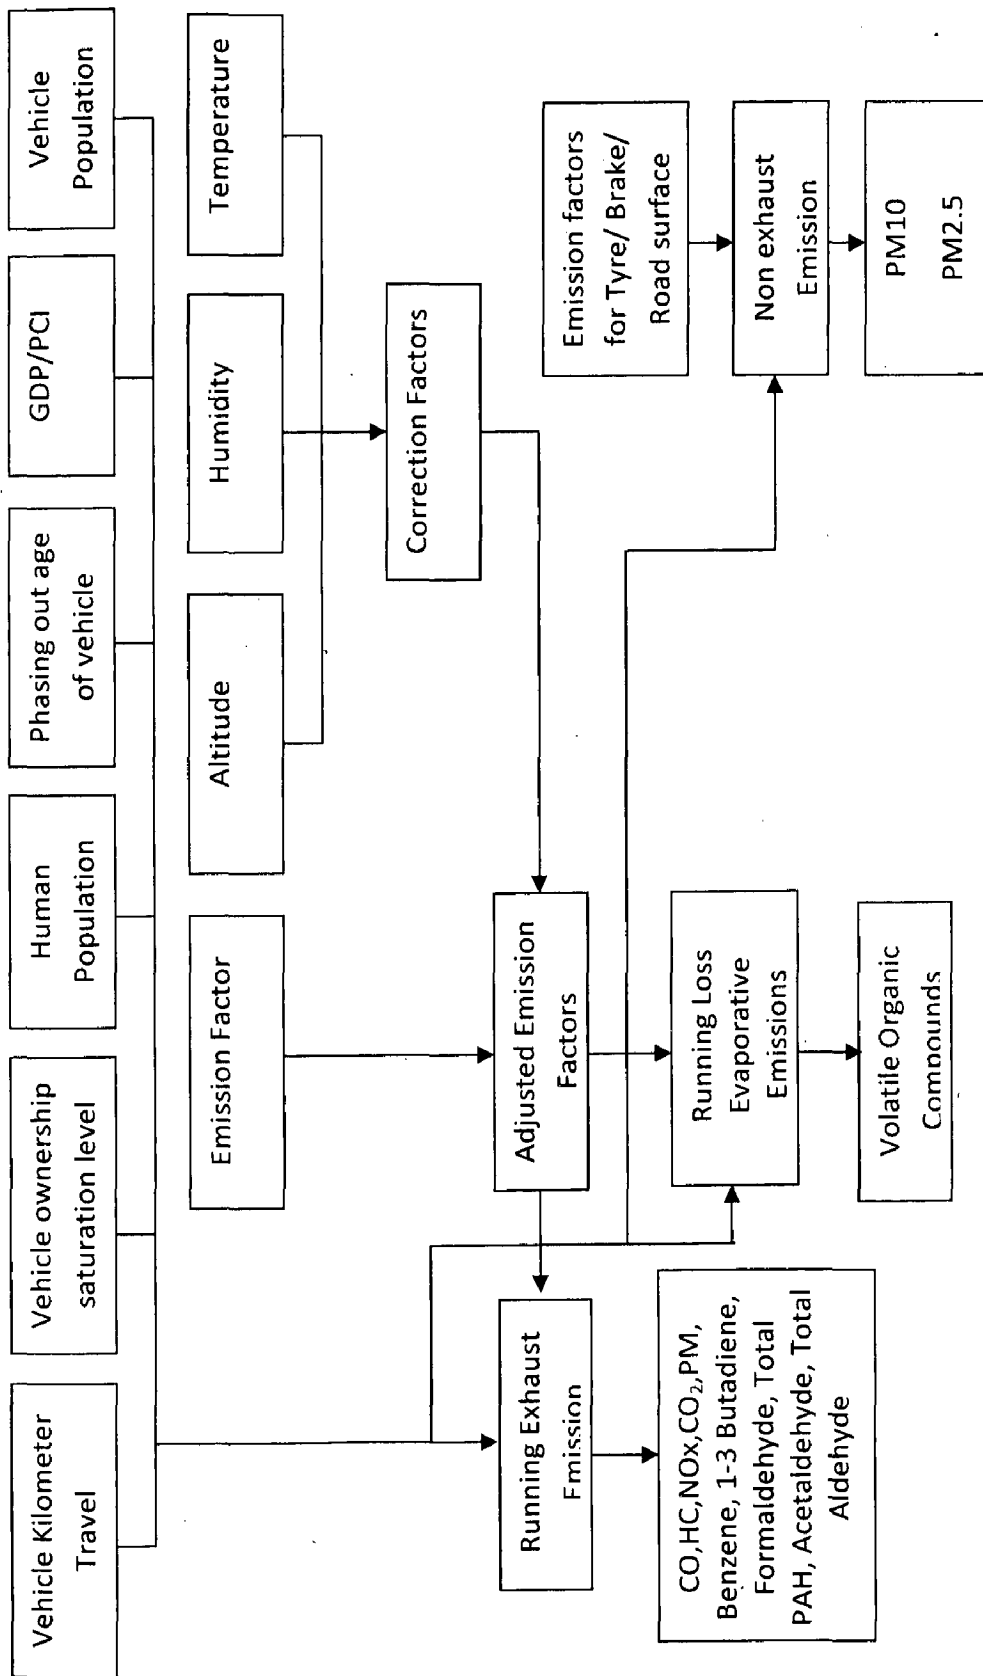 Vehicle Kilometer
Travel
Vehicle ownership
saturation level
Human
Population
Phasing out age
of vehicle
GDP/PCI
Vehicle
Population
Emission Factor
Altitude
Humidity
Temperature
Correction Factors
Adjusted Emission
Factors
Running Exhaust
Emission
Running Loss
Evaporative
Emissions
Emission factors
for Tyre/ Brake/
Road surface
Non exhaust
Emission
CO,HC,NOx,CO₂,PM,
Benzene, 1-3 Butadiene,
Formaldehyde, Total
PAH, Acetaldehyde, Total
Aldehyde
Volatile Organic
Compounds
PM10
PM2.5